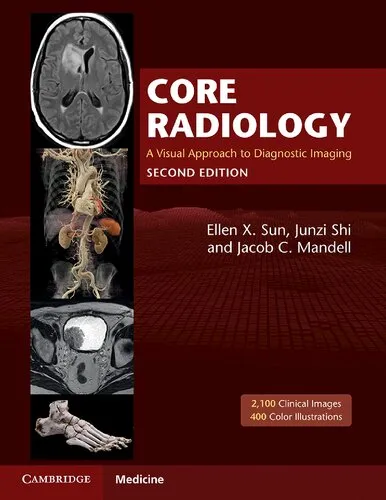 CORE
RADIOLOGY
A Visual Approach to Diagnostic Imaging
SECOND EDITION
Ellen X. Sun, Junzi Shi
and Jacob C. Mandell
2,100 Clinical Images
400 Color Illustrations
CAMBRIDGE Medicine